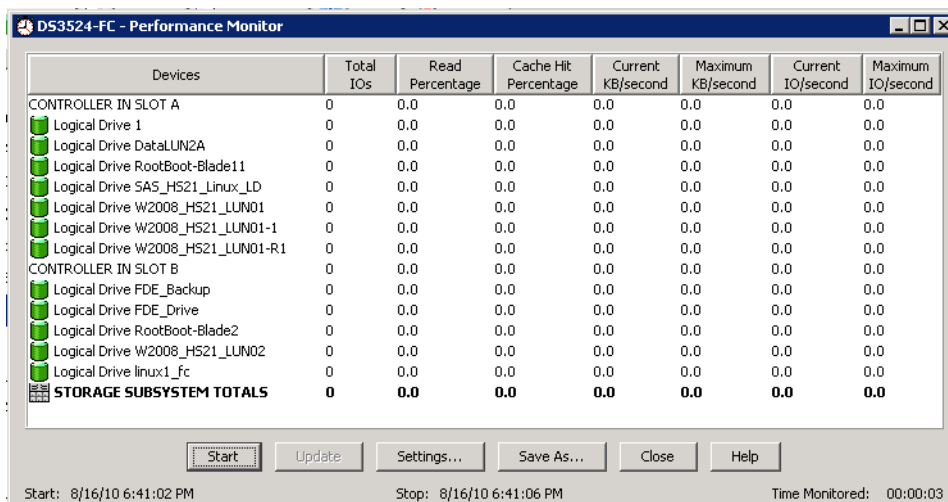 DS3524-FC - Performance Monitor
Devices Total IOs Read Percentage Cache Hit Percentage Current KB/second Maximum KB/second Current IO/second Maximum IO/second
CONTROLLER IN SLOT A 0 0.0 0.0 0.0 0.0 0.0 0.0
Logical Drive 1 0 0.0 0.0 0.0 0.0 0.0 0.0
Logical Drive DataLUN2A 0 0.0 0.0 0.0 0.0 0.0 0.0
Logical Drive RootBoot-Blade11 0 0.0 0.0 0.0 0.0 0.0 0.0
Logical Drive SAS_HS21_Linux_LD 0 0.0 0.0 0.0 0.0 0.0 0.0
Logical Drive W2008_HS21_LUN01 0 0.0 0.0 0.0 0.0 0.0 0.0
Logical Drive W2008_HS21_LUN01-1 0 0.0 0.0 0.0 0.0 0.0 0.0
Logical Drive W2008_HS21_LUN01-R1 0 0.0 0.0 0.0 0.0 0.0 0.0
CONTROLLER IN SLOT B 0 0.0 0.0 0.0 0.0 0.0 0.0
Logical Drive FDE_Backup 0 0.0 0.0 0.0 0.0 0.0 0.0
Logical Drive FDE_Drive 0 0.0 0.0 0.0 0.0 0.0 0.0
Logical Drive RootBoot-Blade2 0 0.0 0.0 0.0 0.0 0.0 0.0
Logical Drive W2008_HS21_LUN02 0 0.0 0.0 0.0 0.0 0.0 0.0
Logical Drive linux1_fc 0 0.0 0.0 0.0 0.0 0.0 0.0
STORAGE SUBSYSTEM TOTALS 0 0.0 0.0 0.0 0.0 0.0 0.0
Start Update Settings... Save As... Close Help
Start: 8/16/10 6:41:02 PM Stop: 8/16/10 6:41:06 PM Time Monitored: 00:00:03